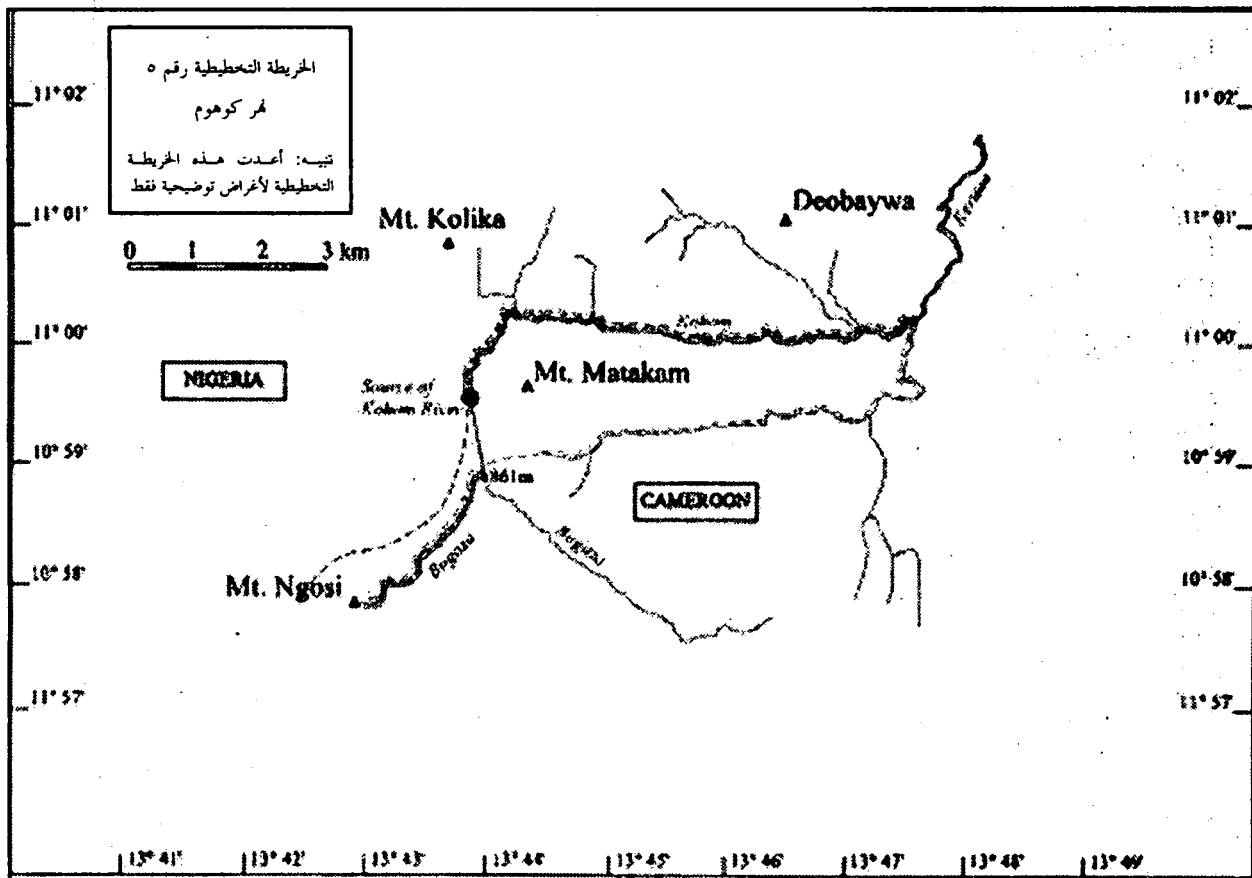 الخريطة التخطيطية رقم ٥
نهر كوهوم
تنبيه: أعدت هذه الخريطة
التخطيطية لأغراض توضيحية فقط
11° 02'
11° 02'
Deobaywa
11° 01'
Mt. Kolika
11° 01'
0 1 2 3 km
Kohom
11° 00'
11° 00'
NIGERIA
Mt. Matakam
Source of
Kohom River
10° 59'
10° 59'
861m
CAMEROON
Bogaza
10° 58'
Mt. Ngosi
10° 58'
11° 57'
11° 57'
13° 41' 13° 42' 13° 43' 13° 44' 13° 45' 13° 46' 13° 47' 13° 48' 13° 49'